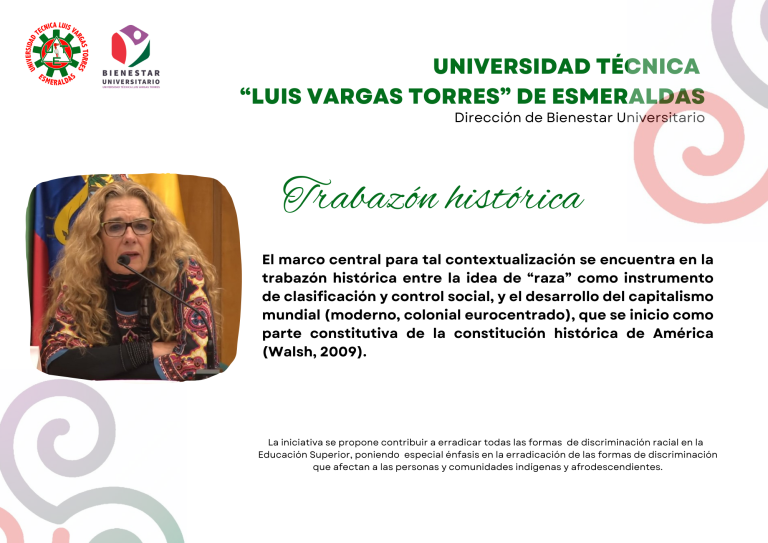 UNIVERSIDAD TÉCNICA LUIS VARGAS TORRES
ESMERALDAS
BIENESTAR
UNIVERSITARIO
UNIVERSIDAD TÉCNICA LUIS VARGAS TORRES
UNIVERSIDAD TÉCNICA
“LUIS VARGAS TORRES” DE ESMERALDAS
Dirección de Bienestar Universitario
Trabazón histórica
El marco central para tal contextualización se encuentra en la
trabazón histórica entre la idea de “raza” como instrumento
de clasificación y control social, y el desarrollo del capitalismo
mundial (moderno, colonial eurocentrado), que se inicio como
parte constitutiva de la constitución histórica de América
(Walsh, 2009).
La iniciativa se propone contribuir a erradicar todas las formas de discriminación racial en la
Educación Superior, poniendo especial énfasis en la erradicación de las formas de discriminación
que afectan a las personas y comunidades indígenas y afrodescendientes.